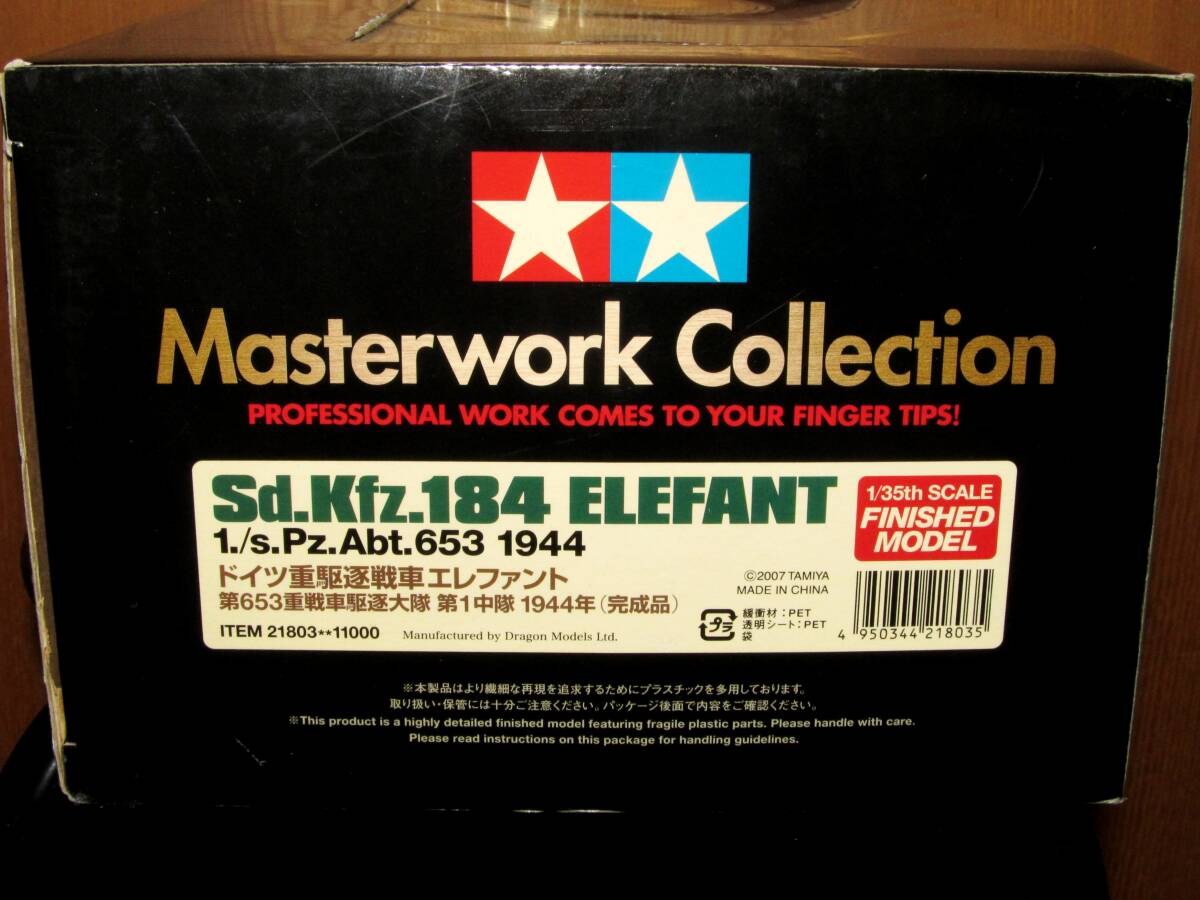 Masterwork Collection
PROFESSIONAL WORK COMES TO YOUR FINGER TIPS!
Sd.Kfz.184 ELEFANT
1./s.Pz.Abt.653 1944
ドイツ重駆逐戦車エレファント
第653重戦車駆逐大隊 第1中隊 1944年(完成品)
ITEM 21803**11000
Manufactured by Dragon Models Ltd.
1/35th SCALE
FINISHED
MODEL
©2007 TAMIYA
MADE IN CHINA
プラ
緩衝材:PET
透明シート:PET
袋
4 950344 218035
※本製品はより繊細な再現を追求するためにプラスチックを多用しております。
取り扱い・保管には十分ご注意ください。パッケージ後面で内容をご確認ください。
※This product is a highly detailed finished model featuring fragile plastic parts. Please handle with care.
Please read instructions on this package for handling guidelines.